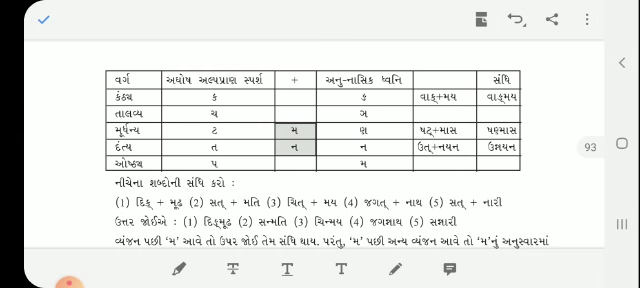 વર્ગ અઘોષ અલ્પપ્રાણ સ્પર્શ + અનુ-નાસિક ધ્વનિ સંધિ
કંઠ્ય ક ઙ વાક્+મય વાઙ્મય
તાલવ્ય ચ ઞ
મૂર્ધન્ય ટ મ ણ ષટ્+માસ ષણ્માસ
દંત્ય ત ન ન ઉત્+નયન ઉન્નયન
ઓષ્ઠ્ય પ મ
93
નીચેના શબ્દોની સંધિ કરો :
(1) દિક્ + મૂઢ (2) સત્ + મતિ (3) ચિત્ + મય (4) જગત્ + નાથ (5) સત્ + નારી
ઉત્તર જોઈએ : (1) દિઙ્મૂઢ (2) સન્મતિ (3) ચિન્મય (4) જગન્નાથ (5) સન્નારી
વ્યંજન પછી ‘મ’ આવે તો ઉપર જોઈ તેમ સંધિ થાય. પરંતુ, ‘મ’ પછી અન્ય વ્યંજન આવે તો ‘મ’નું અનુસ્વારમાં